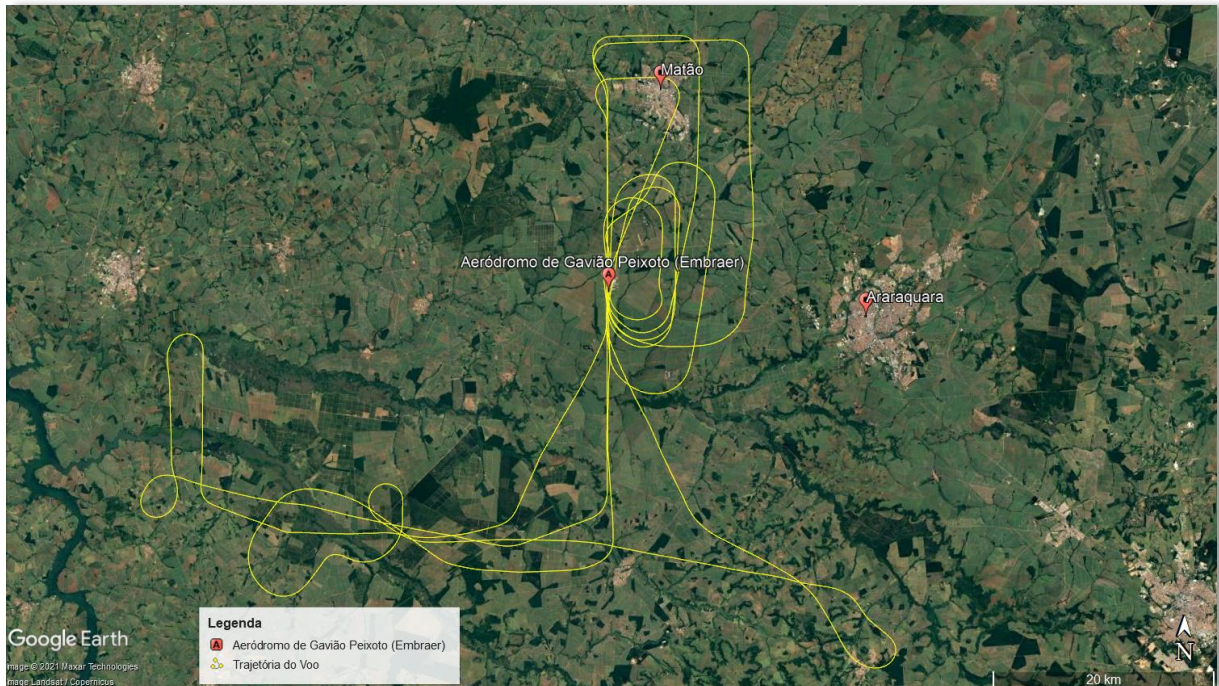 Matão
Aeródromo de Gavião Peixoto (Embraer)
A
Araraquara
Legenda
A Aeródromo de Gavião Peixoto (Embraer)
Trajetória do Voo
Google Earth
Image © 2021 Maxar Technologies
Image Landsat / Copernicus
N
20 km